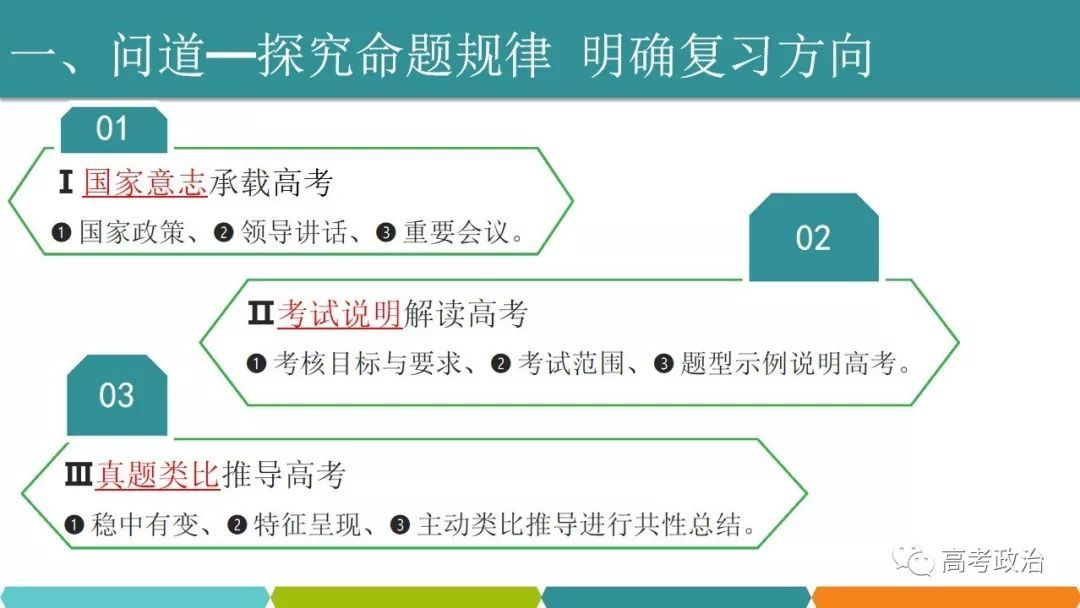 一、问道—探究命题规律 明确复习方向
01
Ⅰ国家意志承载高考
❶国家政策、❷领导讲话、❸重要会议。
02
Ⅱ考试说明解读高考
❶考核目标与要求、❷考试范围、❸题型示例说明高考。
03
Ⅲ真题类比推导高考
❶稳中有变、❷特征呈现、❸主动类比推导进行共性总结。
高考政治